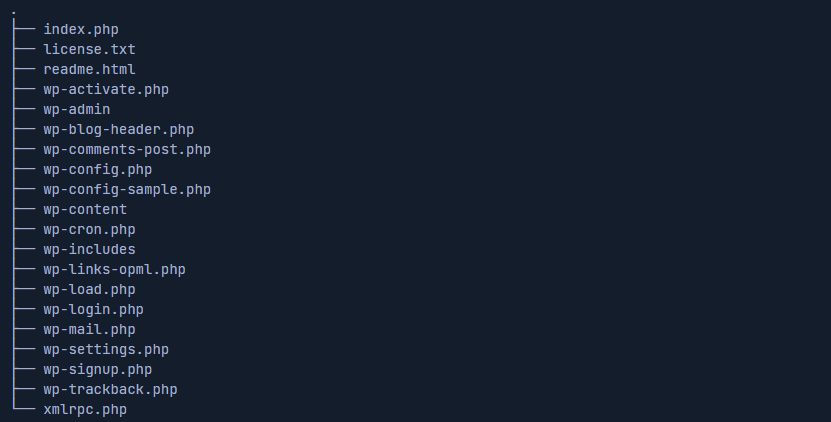 .
├── index.php
├── license.txt
├── readme.html
├── wp-activate.php
├── wp-admin
├── wp-blog-header.php
├── wp-comments-post.php
├── wp-config.php
├── wp-config-sample.php
├── wp-content
├── wp-cron.php
├── wp-includes
├── wp-links-opml.php
├── wp-load.php
├── wp-login.php
├── wp-mail.php
├── wp-settings.php
├── wp-signup.php
├── wp-trackback.php
└── xmlrpc.php